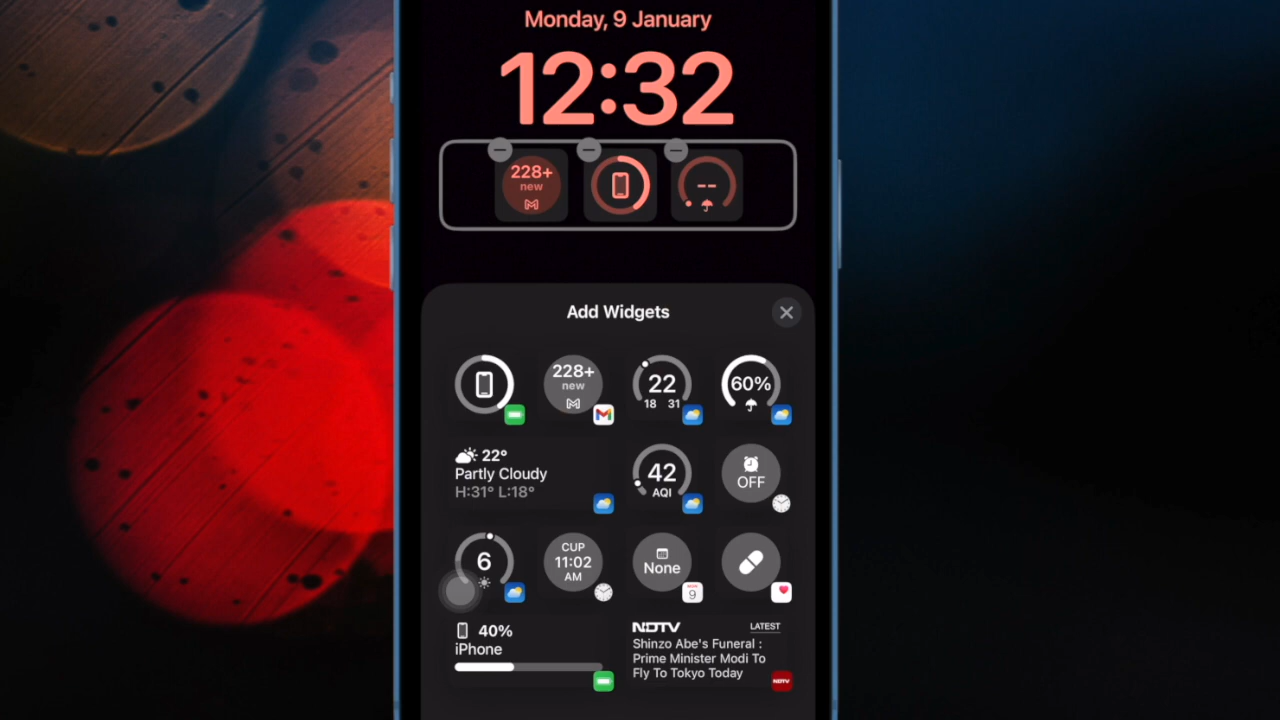 Monday, 9 January
12:32
228+
new
--
Add Widgets
228+
new
22
18 31
60%
22°
Partly Cloudy
H:31° L:18°
42
AQI
OFF
6
CUP
11:02
AM
None
MON
9
40%
iPhone
NDTV
LATEST
Shinzo Abe's Funeral :
Prime Minister Modi To
Fly To Tokyo Today
NDTV